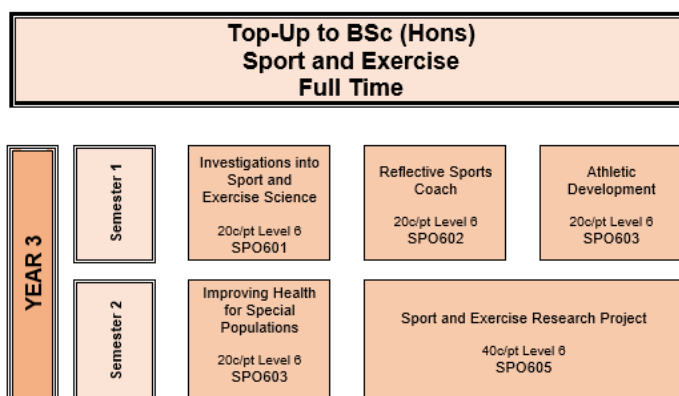 Top-Up to BSc (Hons)
Sport and Exercise
Full Time
YEAR 3
Semester 1
Investigations into
Sport and
Exercise Science
20c/pt Level 6
SPO601
Reflective Sports
Coach
20c/pt Level 6
SPO602
Athletic
Development
20c/pt Level 6
SPO603
Semester 2
Improving Health
for Special
Populations
20c/pt Level 6
SPO603
Sport and Exercise Research Project
40c/pt Level 6
SPO605